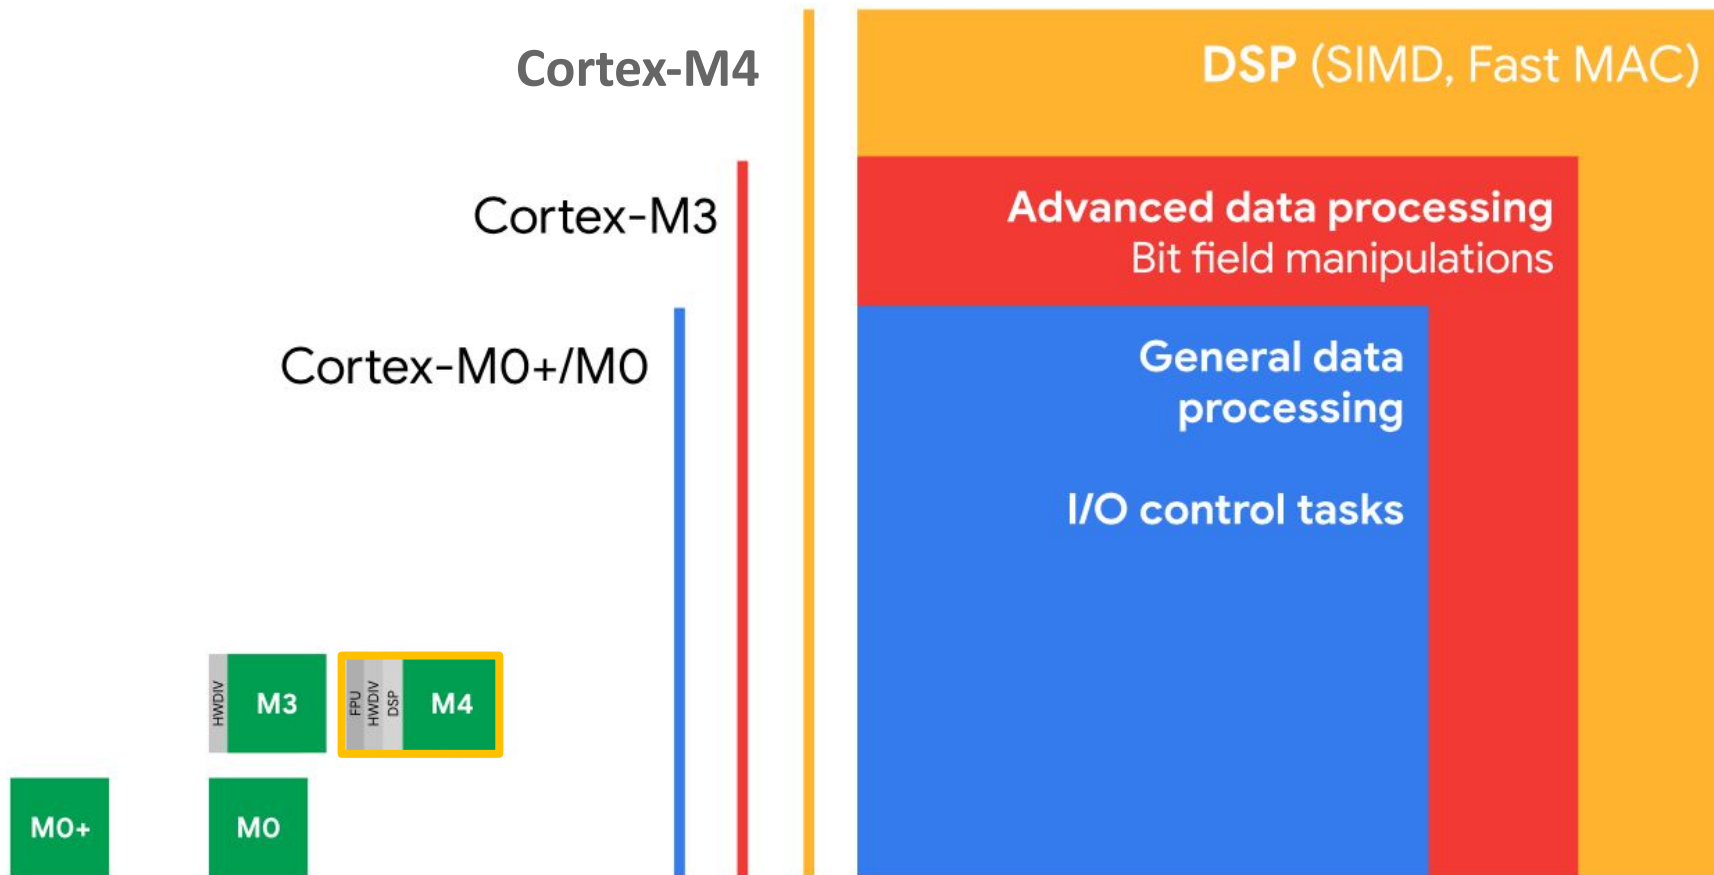 Cortex-M4
DSP (SIMD, Fast MAC)
Cortex-M3
Advanced data processing
Bit field manipulations
Cortex-M0+/M0
General data
processing
I/O control tasks
HWDIV
M3
FPU
HWDIV
DSP
M4
M0+
M0